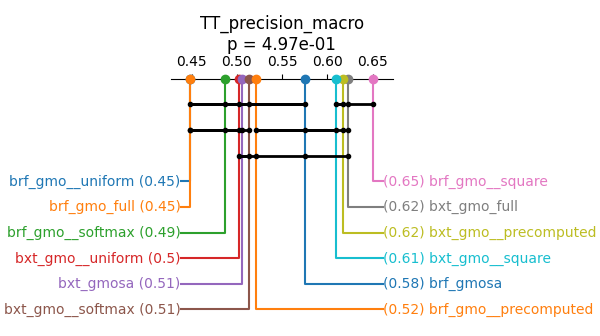 TT_precision_macro
p = 4.97e-01
0.45 0.50 0.55 0.60 0.65
brf_gmo__uniform (0.45) (0.65) brf_gmo__square
brf_gmo_full (0.45) (0.62) bxt_gmo_full
brf_gmo__softmax (0.49) (0.62) bxt_gmo__precomputed
bxt_gmo__uniform (0.5) (0.61) bxt_gmo__square
bxt_gmosa (0.51) (0.58) brf_gmosa
bxt_gmo__softmax (0.51) (0.52) brf_gmo__precomputed